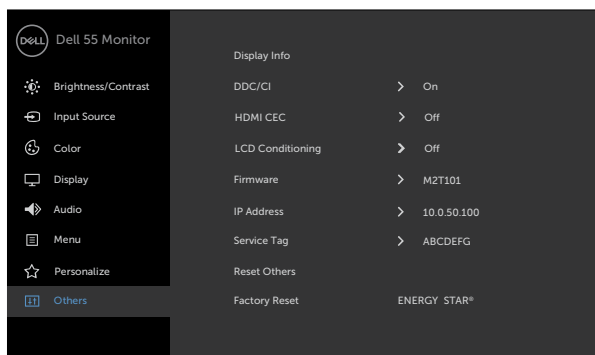 DELL Dell 55 Monitor
Display Info
Brightness/Contrast DDC/CI > On
Input Source HDMI CEC > Off
Color LCD Conditioning > Off
Display Firmware > M2T101
Audio IP Address > 10.0.50.100
Menu Service Tag > ABCDEFG
Personalize Reset Others
Others Factory Reset ENERGY STAR®